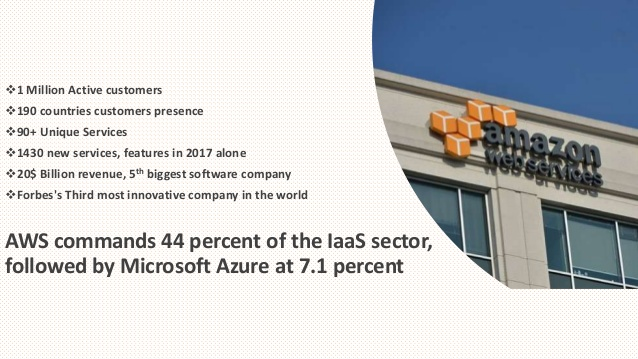 ❖1 Million Active customers
❖190 countries customers presence
❖90+ Unique Services
❖1430 new services, features in 2017 alone
❖20$ Billion revenue, 5th biggest software company
❖Forbes's Third most innovative company in the world
AWS commands 44 percent of the IaaS sector,
followed by Microsoft Azure at 7.1 percent
amazon
webservices